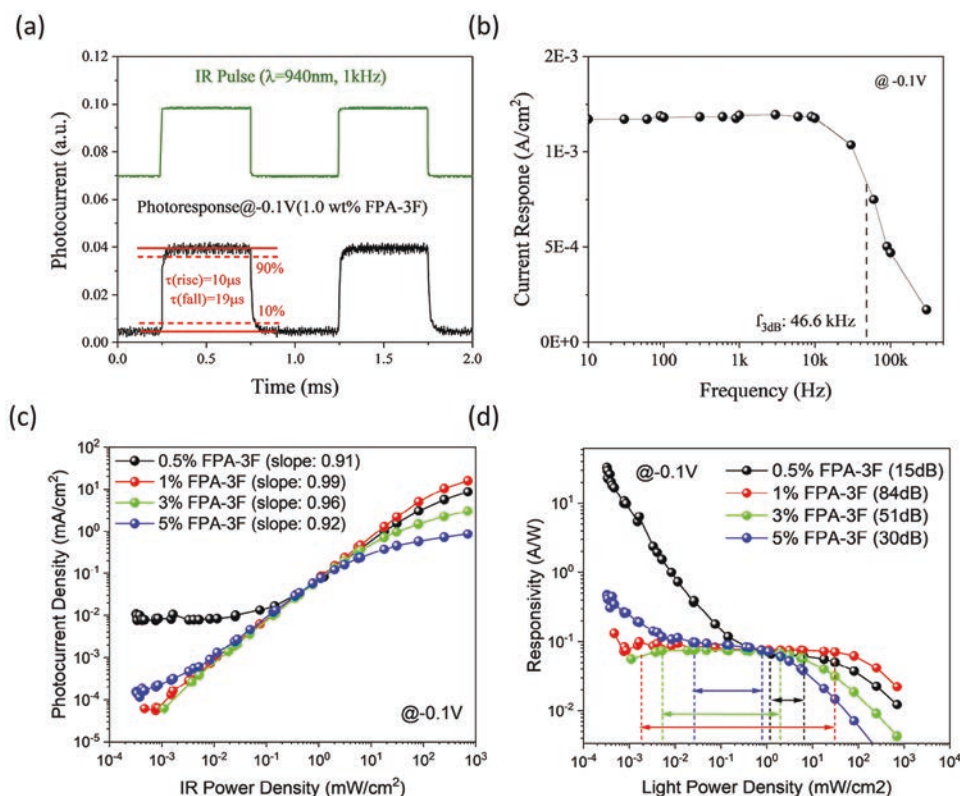 (a)
IR Pulse (λ=940nm, 1kHz)
Photoresponse@-0.1V(1.0 wt% FPA-3F)
90%
τ(rise)=10μs
τ(fall)=19μs
10%
Photocurrent (a.u.)
0.10
0.08
0.06
0.04
0.02
0.00
0.0 0.5 1.0 1.5 2.0
Time (ms)
(b)
@ -0.1V
Current Respone (A/cm²)
1E-3
5E-4
0E+0
f3dB: 46.6 kHz
10 100 1k 10k 100k
Frequency (Hz)
(c)
0.5% FPA-3F (slope: 0.91)
1% FPA-3F (slope: 0.99)
3% FPA-3F (slope: 0.96)
5% FPA-3F (slope: 0.92)
@-0.1V
Photocurrent Density (mA/cm²)
10²
10¹
10⁰
10⁻¹
10⁻²
10⁻³
10⁻⁴
10⁻⁵
10⁻⁴ 10⁻³ 10⁻² 10⁻¹ 10⁰ 10¹ 10² 10³
IR Power Density (mW/cm²)
(d)
@-0.1V
0.5% FPA-3F (15dB)
1% FPA-3F (84dB)
3% FPA-3F (51dB)
5% FPA-3F (30dB)
Responsivity (A/W)
10¹
10⁰
10⁻¹
10⁻²
10⁻⁴ 10⁻³ 10⁻² 10⁻¹ 10⁰ 10¹ 10² 10³
Light Power Density (mW/cm2)